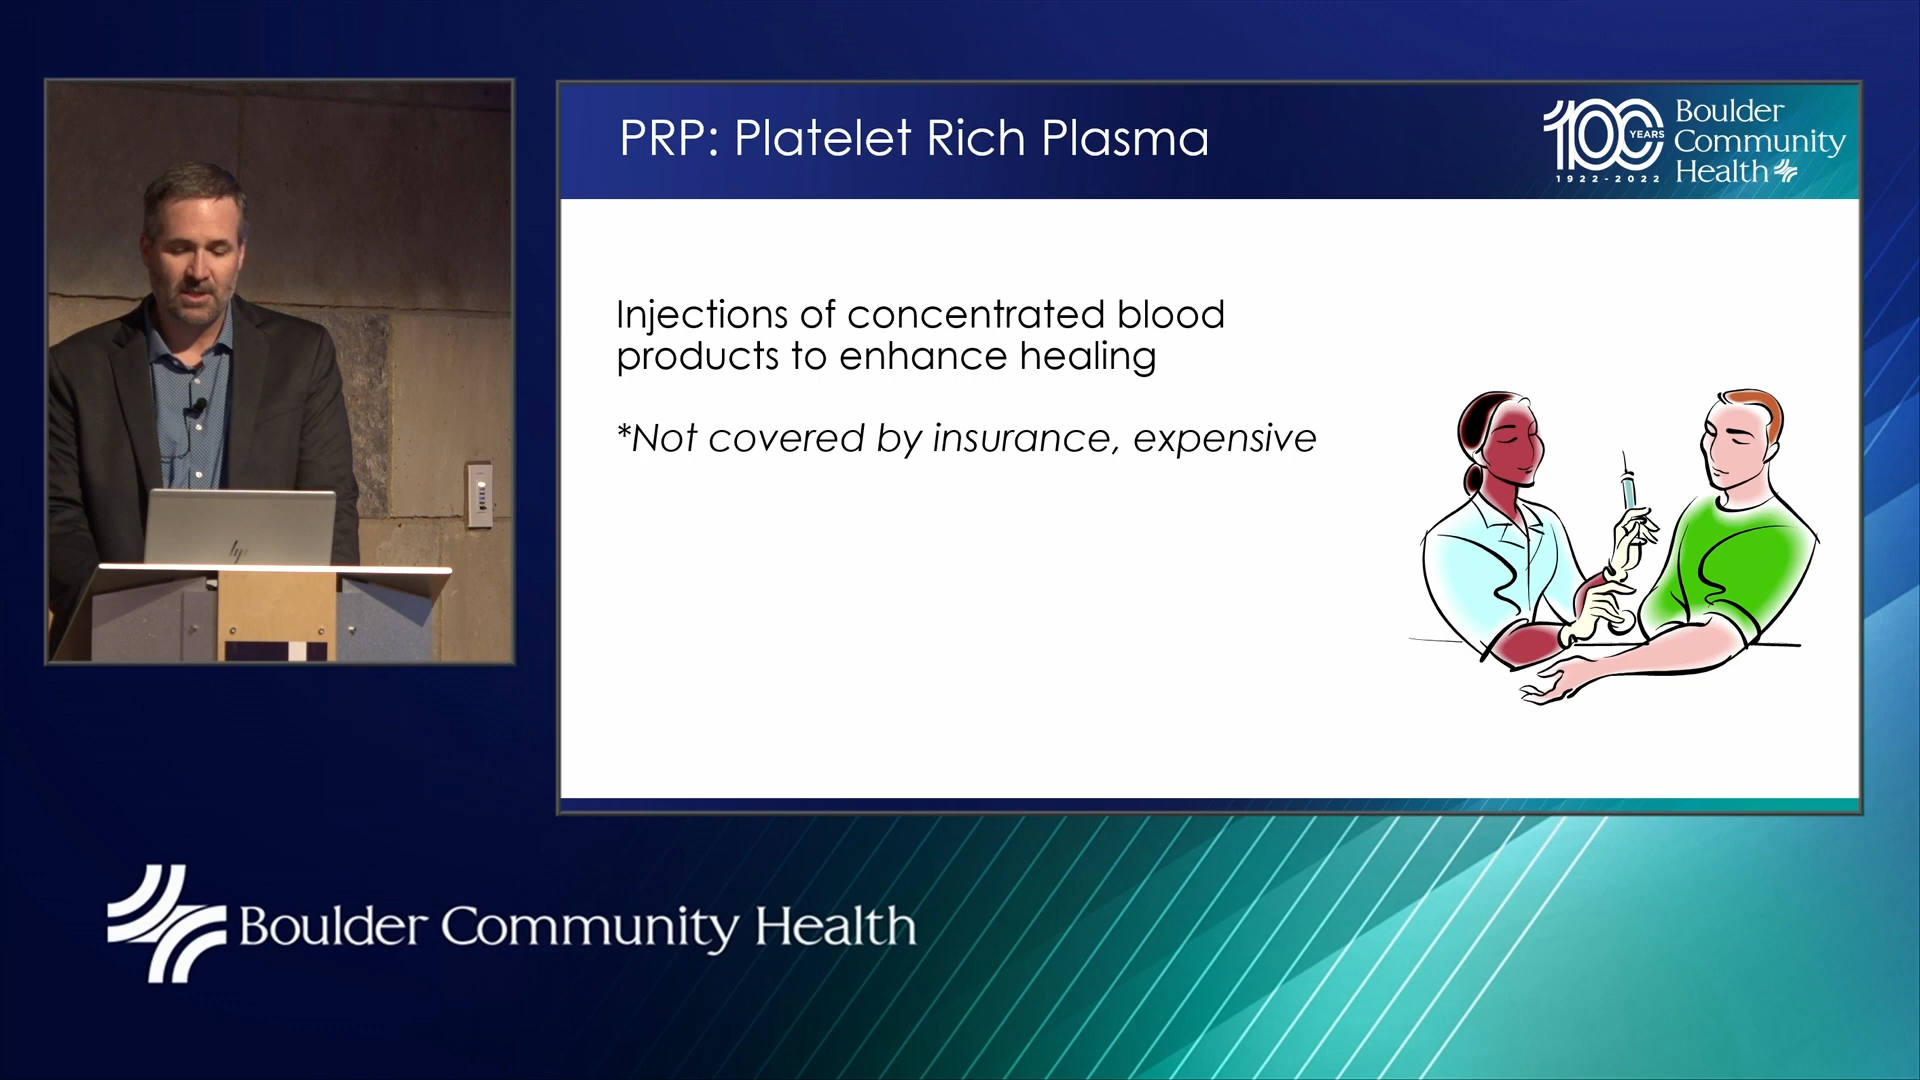 PRP: Platelet Rich Plasma
100 YEARS
1922-2022
Boulder
Community
Health
Injections of concentrated blood
products to enhance healing
*Not covered by insurance, expensive
hp
Boulder Community Health